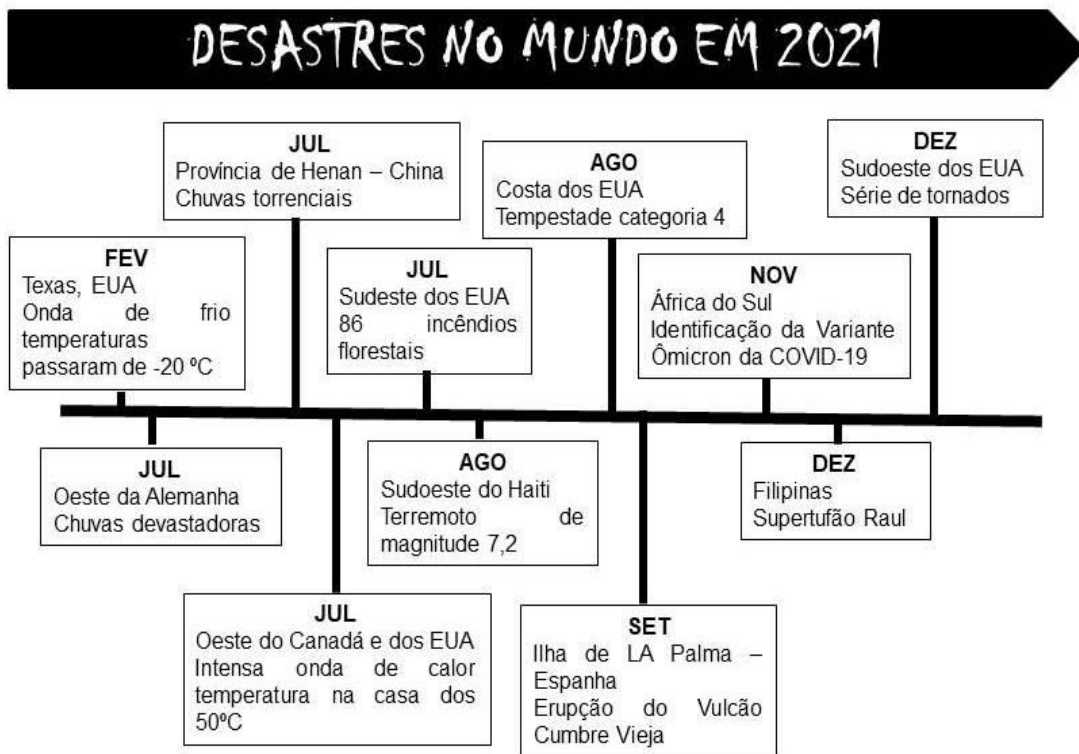 DESASTRES NO MUNDO EM 2021
FEV
Texas, EUA
Onda de frio
temperaturas
passaram de -20 ºC
JUL
Oeste da Alemanha
Chuvas devastadoras
JUL
Província de Henan – China
Chuvas torrenciais
JUL
Oeste do Canadá e dos EUA
Intensa onda de calor
temperatura na casa dos
50ºC
JUL
Sudeste dos EUA
86 incêndios
florestais
AGO
Sudoeste do Haiti
Terremoto de
magnitude 7,2
AGO
Costa dos EUA
Tempestade categoria 4
SET
Ilha de LA Palma –
Espanha
Erupção do Vulcão
Cumbre Vieja
NOV
África do Sul
Identificação da Variante
Ômicron da COVID-19
DEZ
Filipinas
Supertufão Raul
DEZ
Sudoeste dos EUA
Série de tornados